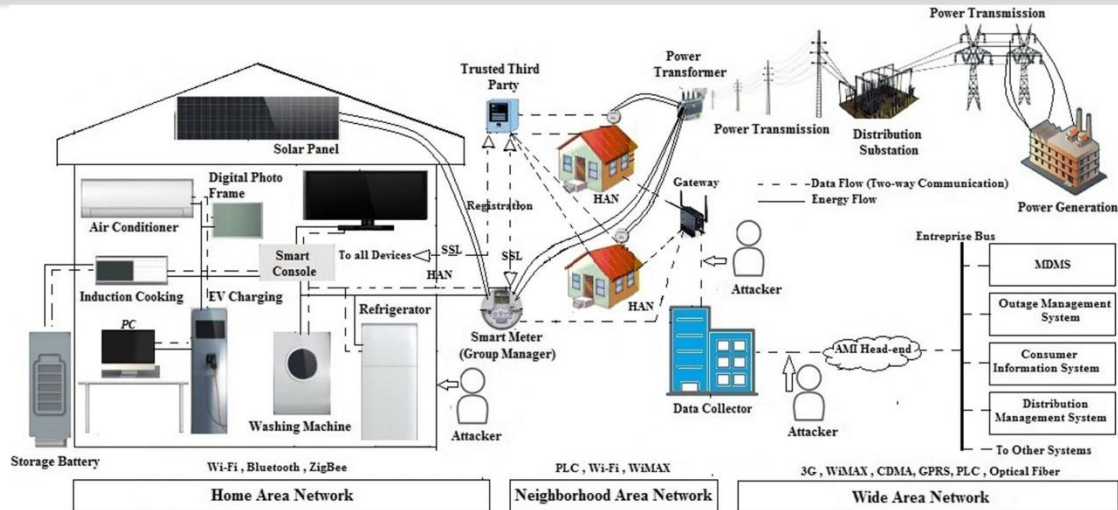 Power Transmission
Trusted Third
Party
Power
Transformer
Solar Panel
Power Transmission
Distribution
Substation
Digital Photo
Frame
HAN
Gateway
Data Flow (Two-way Communication)
Energy Flow
Power Generation
Air Conditioner
Registration
Entreprise Bus
Smart
Console
To all Devices
SSL
HAN
SSL
MDMS
Induction Cooking
EV Charging
Attacker
Refrigerator
HAN
Outage Management
System
PC
Smart Meter
(Group Manager)
AMI Head-end
Consumer
Information System
Washing Machine
Attacker
Data Collector
Attacker
Distribution
Management System
Storage Battery
To Other Systems
Wi-Fi , Bluetooth , ZigBee
PLC , Wi-Fi , WiMAX
3G , WiMAX , CDMA, GPRS, PLC , Optical Fiber
Home Area Network
Neighborhood Area Network
Wide Area Network